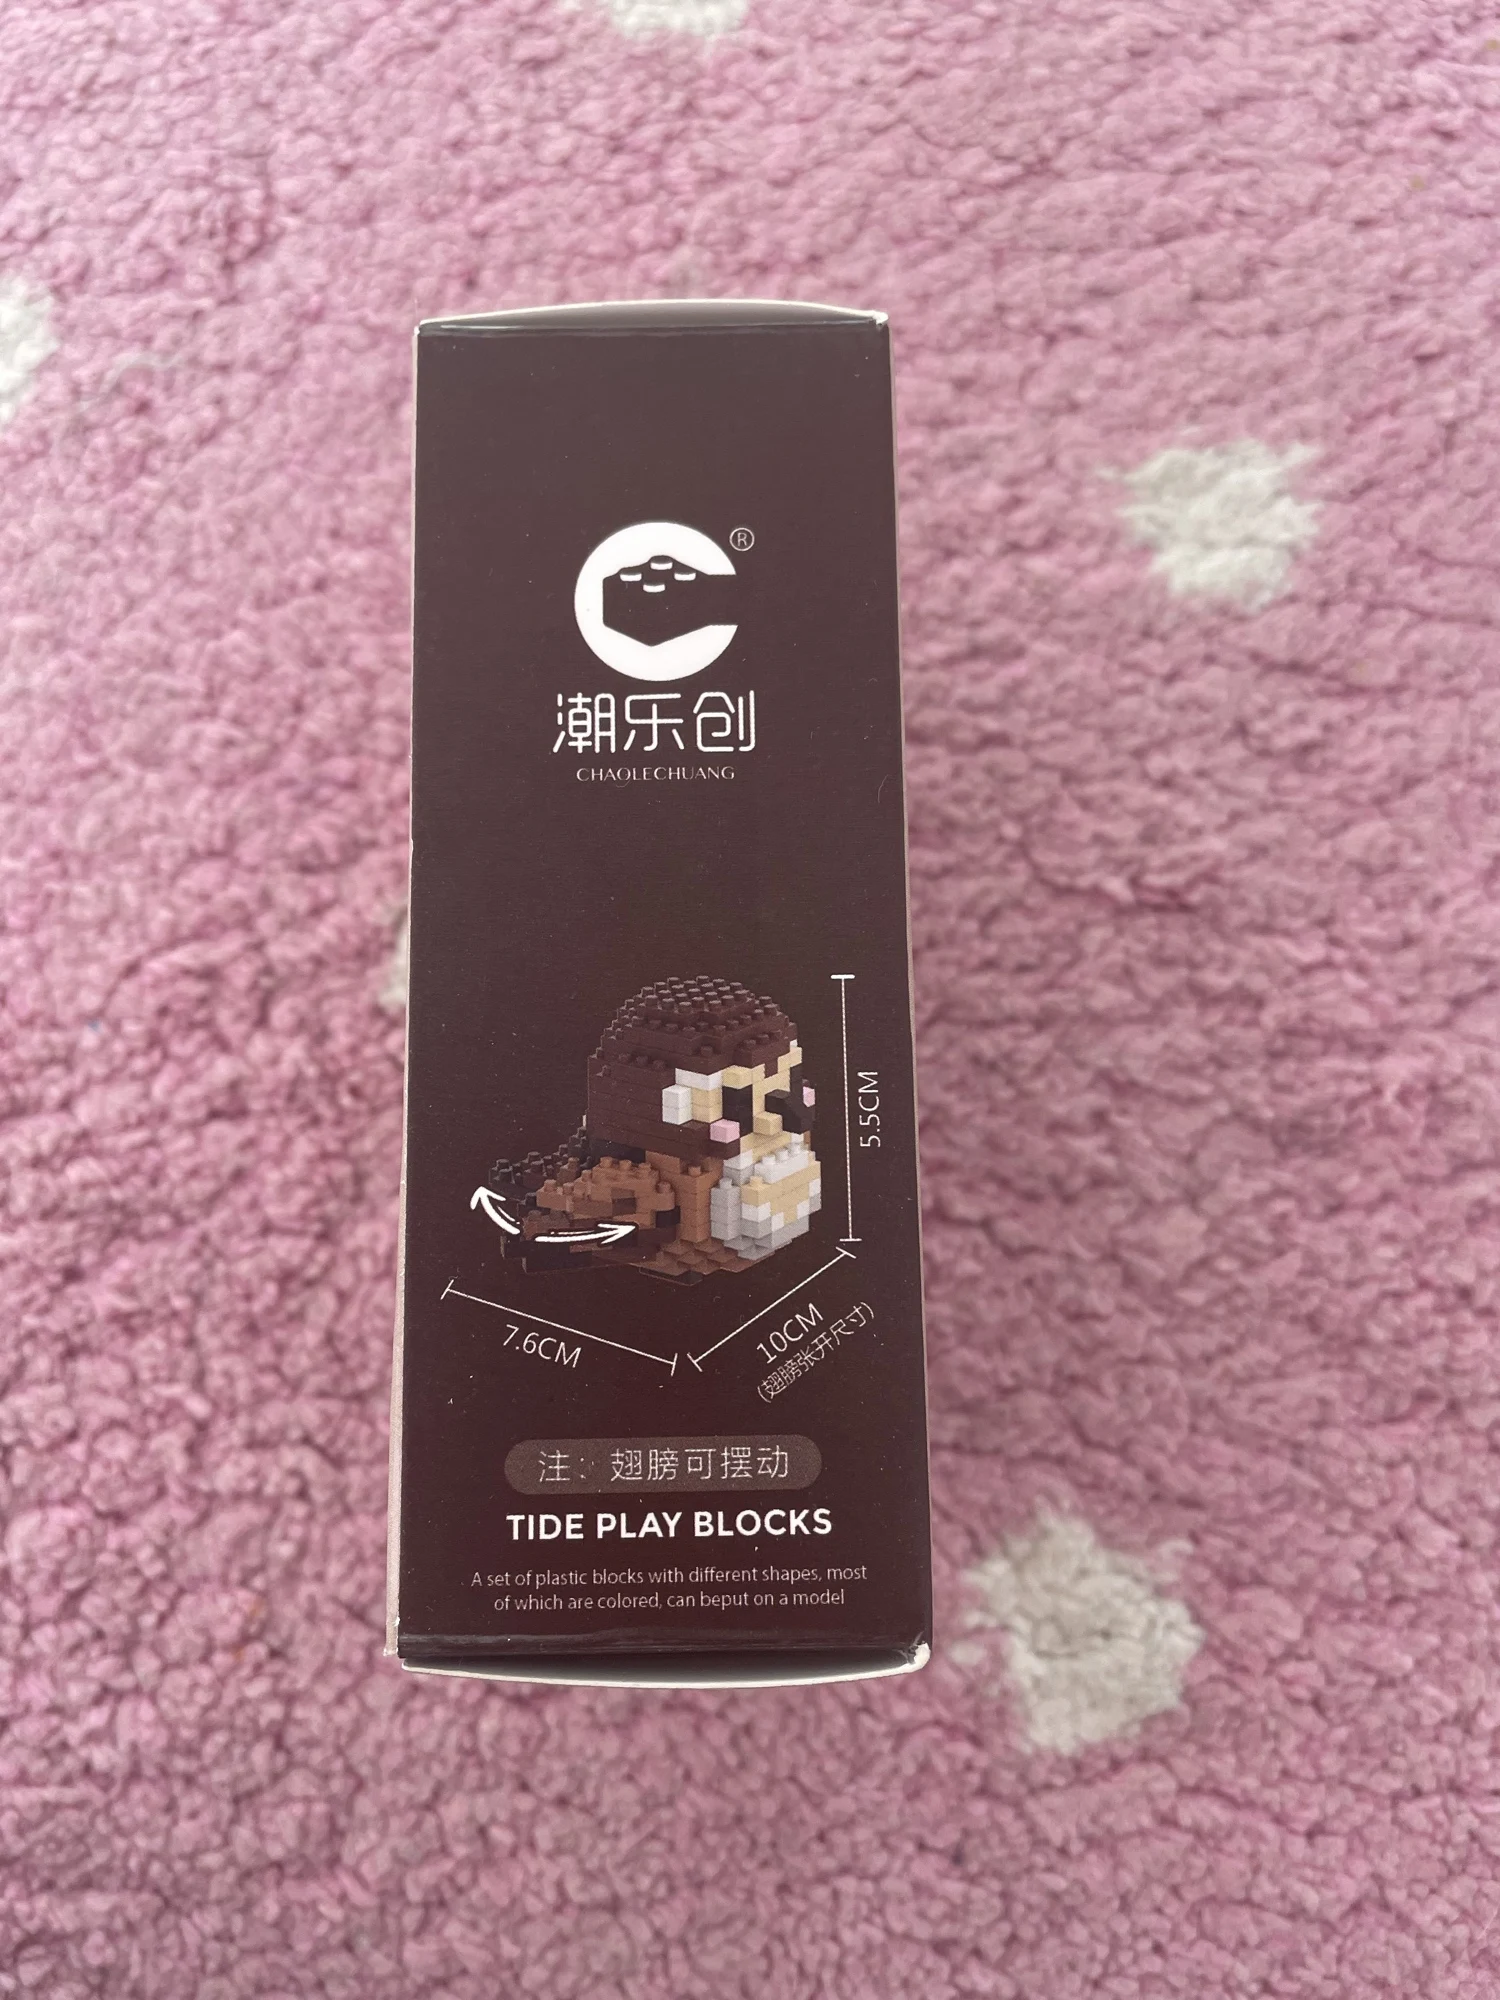 ®
潮乐创
CHAOLECHUANG
5.5CM
7.6CM
10CM
(翅膀张开尺寸)
注：翅膀可摆动
TIDE PLAY BLOCKS
A set of plastic blocks with different shapes, most
of which are colored, can beput on a model